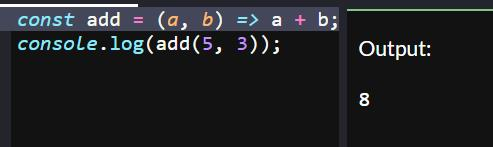 const add = (a, b) => a + b;
console.log(add(5, 3));
Output:
8